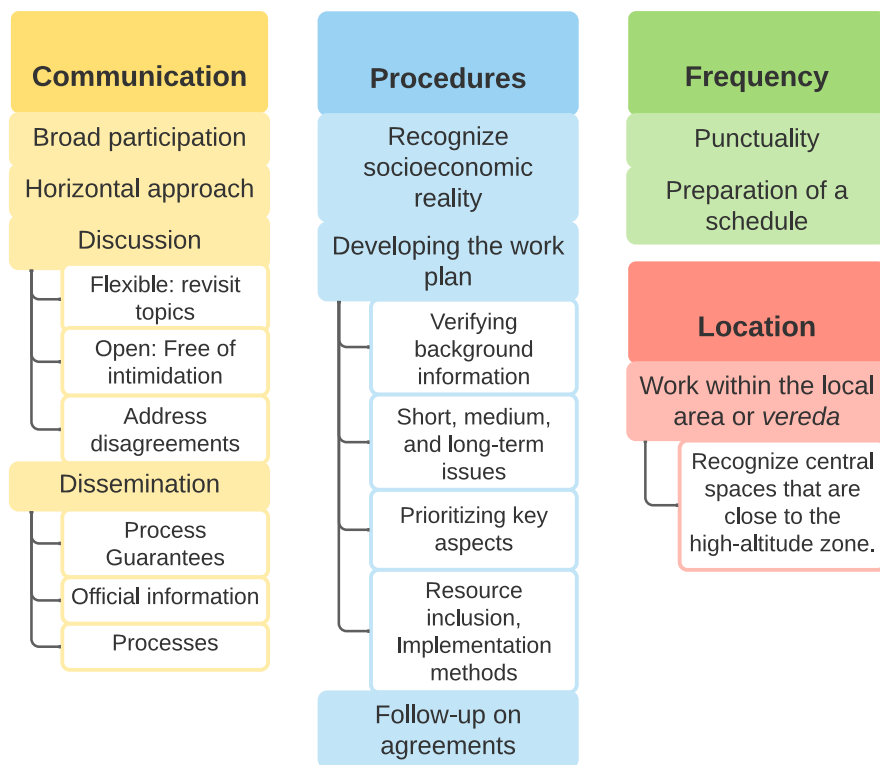 Communication
Broad participation
Horizontal approach
Discussion
Flexible: revisit
topics
Open: Free of
intimidation
Address
disagreements
Dissemination
Process
Guarantees
Official information
Processes
Procedures
Recognize
socioeconomic
reality
Developing the work
plan
Verifying
background
information
Short, medium,
and long-term
issues
Prioritizing key
aspects
Resource
inclusion,
Implementation
methods
Follow-up on
agreements
Frequency
Punctuality
Preparation of a
schedule
Location
Work within the local
area or vereda
Recognize central
spaces that are
close to the
high-altitude zone.